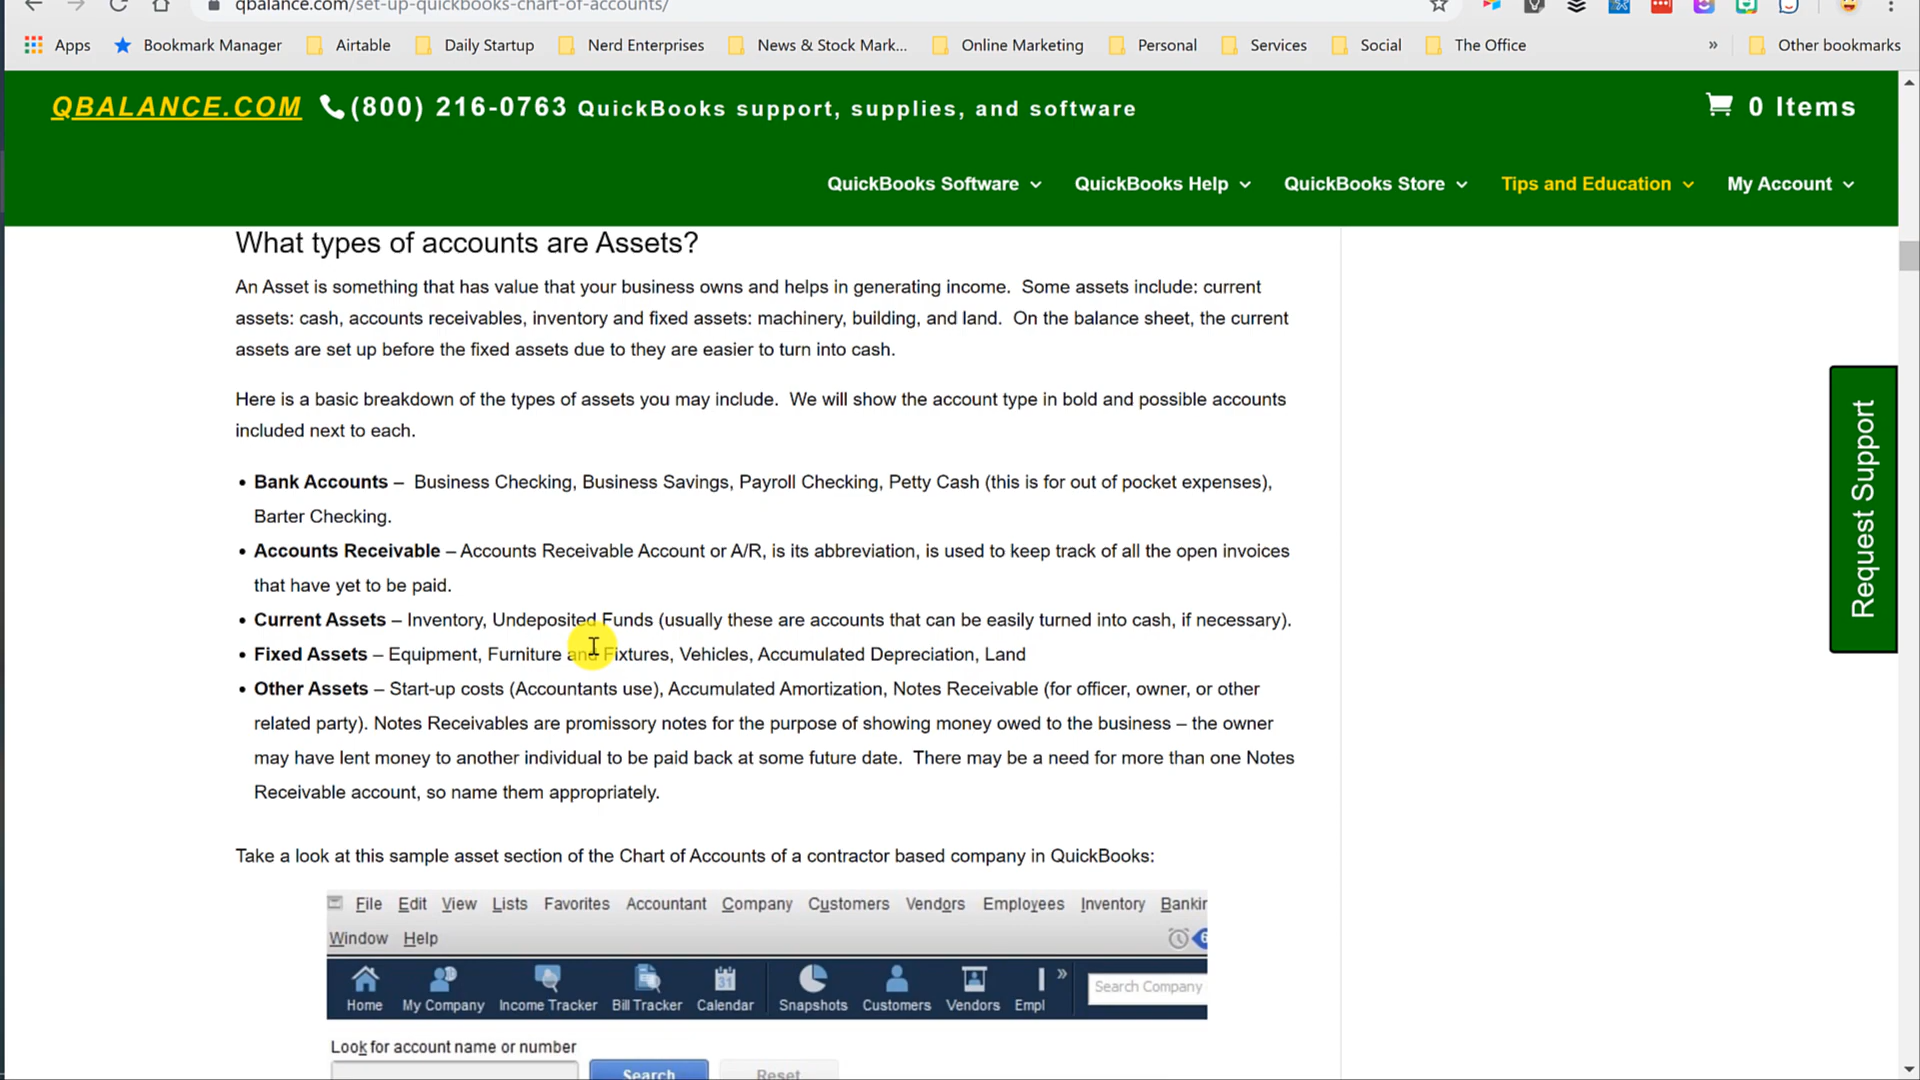 qbalance.com/set-up-quickbooks-chart-of-accounts/
Apps Bookmark Manager Airtable Daily Startup Nerd Enterprises News & Stock Mark... Online Marketing Personal Services Social The Office » Other bookmarks
QBALANCE.COM (800) 216-0763 QuickBooks support, supplies, and software 0 Items
QuickBooks Software QuickBooks Help QuickBooks Store Tips and Education My Account
What types of accounts are Assets?
An Asset is something that has value that your business owns and helps in generating income. Some assets include: current
assets: cash, accounts receivables, inventory and fixed assets: machinery, building, and land. On the balance sheet, the current
assets are set up before the fixed assets due to they are easier to turn into cash.
Here is a basic breakdown of the types of assets you may include. We will show the account type in bold and possible accounts
included next to each.
• Bank Accounts – Business Checking, Business Savings, Payroll Checking, Petty Cash (this is for out of pocket expenses),
Barter Checking.
• Accounts Receivable – Accounts Receivable Account or A/R, is its abbreviation, is used to keep track of all the open invoices
that have yet to be paid.
• Current Assets – Inventory, Undeposited Funds (usually these are accounts that can be easily turned into cash, if necessary).
• Fixed Assets – Equipment, Furniture and Fixtures, Vehicles, Accumulated Depreciation, Land
• Other Assets – Start-up costs (Accountants use), Accumulated Amortization, Notes Receivable (for officer, owner, or other
related party). Notes Receivables are promissory notes for the purpose of showing money owed to the business – the owner
may have lent money to another individual to be paid back at some future date. There may be a need for more than one Notes
Receivable account, so name them appropriately.
Request Support
Take a look at this sample asset section of the Chart of Accounts of a contractor based company in QuickBooks:
File Edit View Lists Favorites Accountant Company Customers Vendors Employees Inventory Bankin
Window Help
31
Home My Company Income Tracker Bill Tracker Calendar Snapshots Customers Vendors Empl » Search Company
Look for account name or number
Search Reset